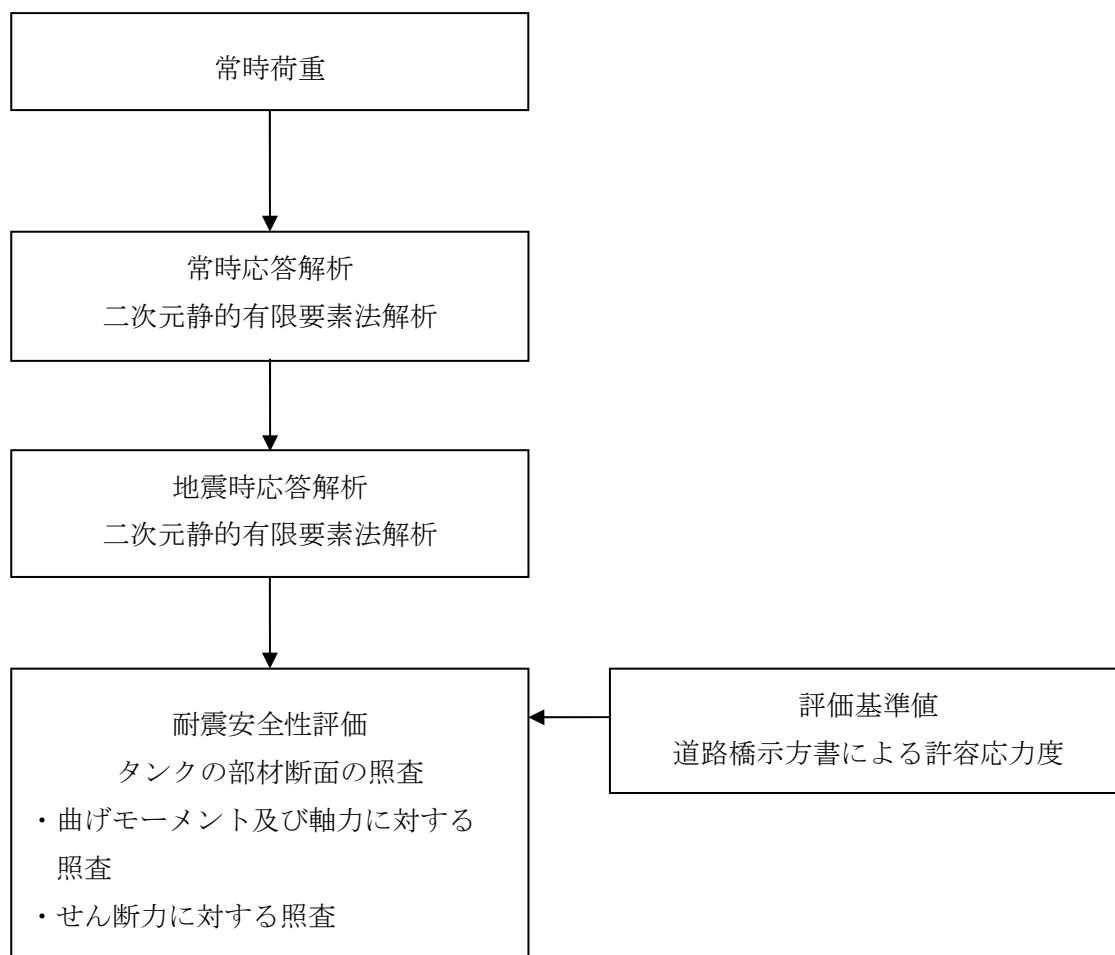 常時荷重
常時応答解析
二次元静的有限要素法解析
地震時応答解析
二次元静的有限要素法解析
耐震安全性評価
タンクの部材断面の照査
・曲げモーメント及び軸力に対する
照査
・せん断力に対する照査
評価基準値
道路橋示方書による許容応力度